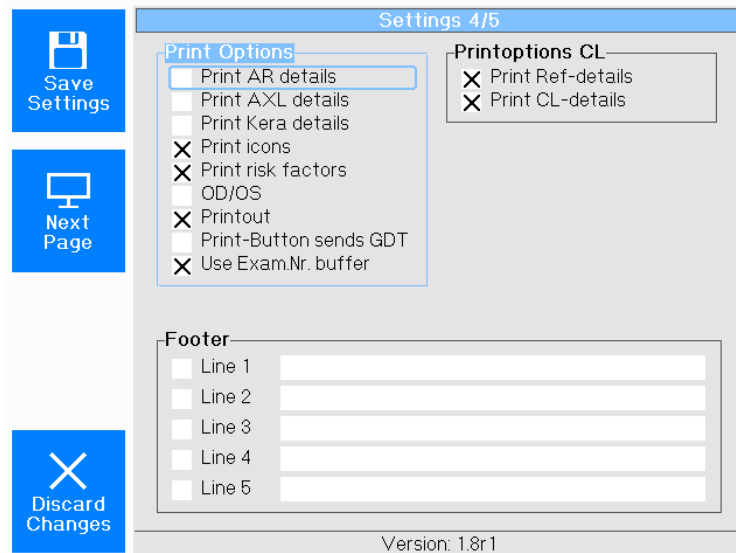 Settings 4/5
Save
Settings
Next
Page
Discard
Changes
Print Options
Print AR details
Print AXL details
Print Kera details
Print icons
Print risk factors
OD/OS
Printout
Print-Button sends GDT
Use Exam.Nr. buffer
Printoptions CL
Print Ref-details
Print CL-details
Footer
Line 1
Line 2
Line 3
Line 4
Line 5
Version: 1.8r1